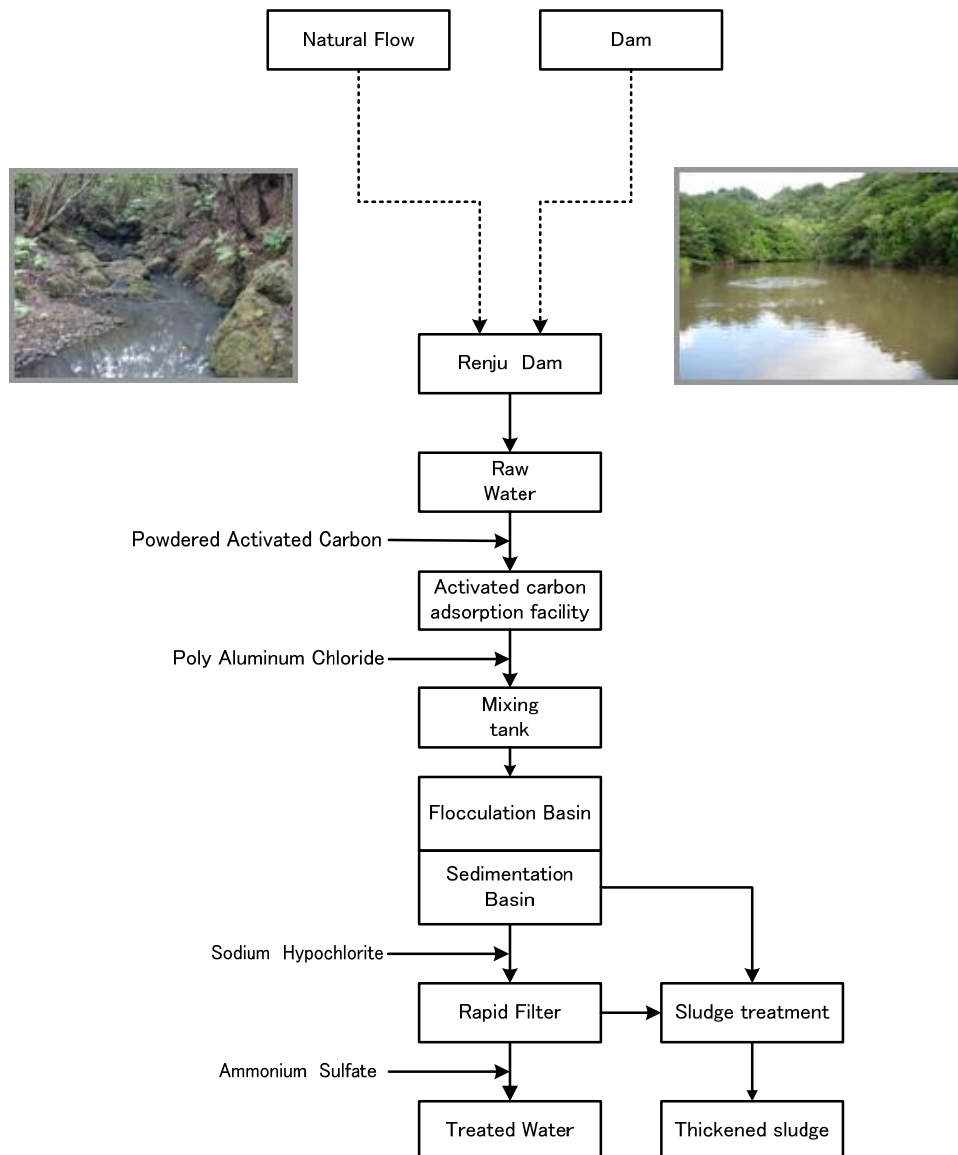 Natural Flow
Dam
Renju Dam
Raw
Water
Powdered Activated Carbon
Activated carbon
adsorption facility
Poly Aluminum Chloride
Mixing
tank
Flocculation Basin
Sedimentation
Basin
Sodium Hypochlorite
Rapid Filter
Sludge treatment
Ammonium Sulfate
Treated Water
Thickened sludge